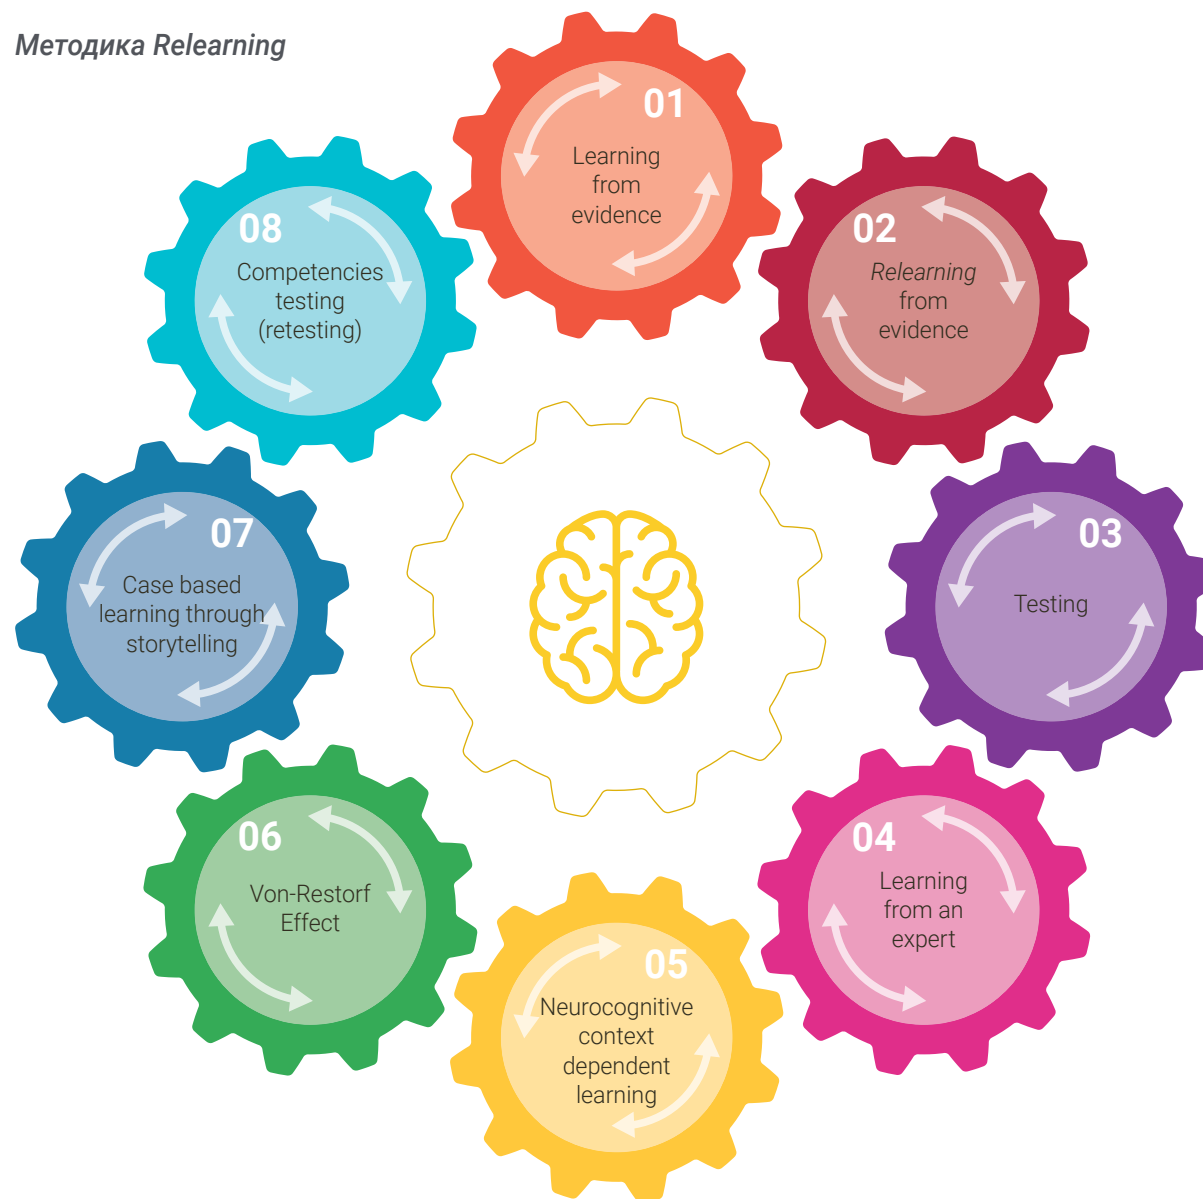 Методика Relearning
01
Learning
from
evidence
02
Relearning
from
evidence
03
Testing
04
Learning
from an
expert
05
Neurocognitive
context
dependent
learning
06
Von-Restorf
Effect
07
Case based
learning through
storytelling
08
Competencies
testing
(retesting)